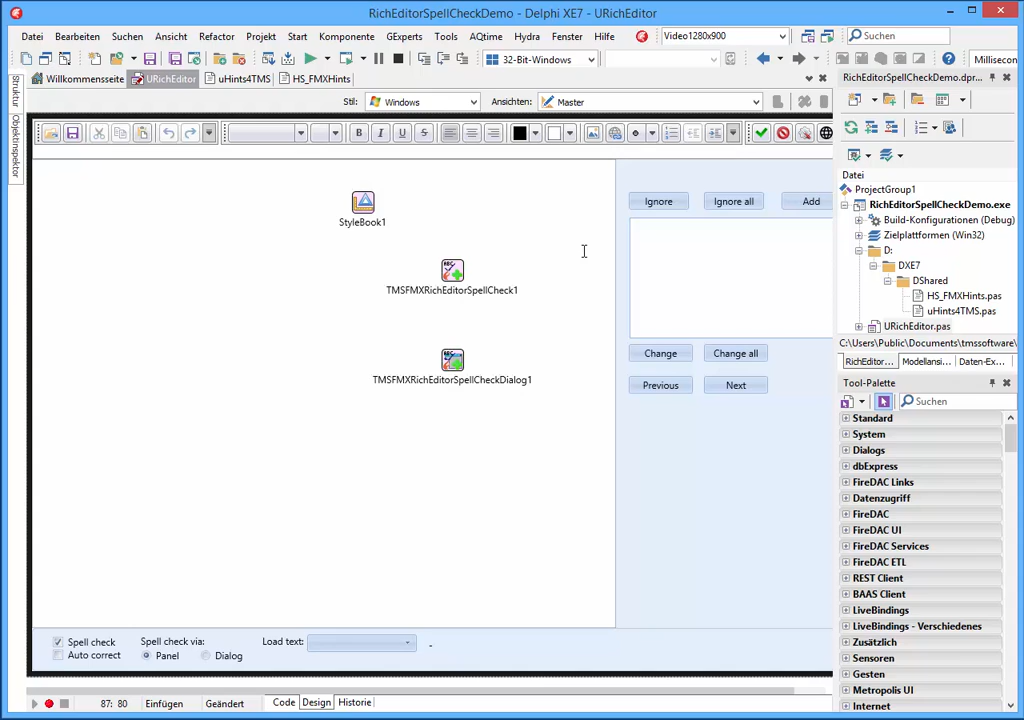 RichEditorSpellCheckDemo - Delphi XE7 - URichEditor
Datei Bearbeiten Suchen Ansicht Refactor Projekt Start Komponente GExperts Tools AQtime Hydra Fenster Hilfe Video1280x900 Suchen
32-Bit-Windows Millisecon
Willkommensseite URichEditor uHints4TMS HS_FMXHints RichEditorSpellCheckDemo.dpr...
Struktur
Objektinspektor
Stil: Windows Ansichten: Master
B I U S
Datei
ProjectGroup1
RichEditorSpellCheckDemo.exe
Build-Konfigurationen (Debug)
Zielplattformen (Win32)
D:
DXE7
DShared
HS_FMXHints.pas
uHints4TMS.pas
URichEditor.pas
C:\Users\Public\Documents\tmssoftware\
RichEditor... Modellansi... Daten-Ex...
StyleBook1
TMSFMXRichEditorSpellCheck1
TMSFMXRichEditorSpellCheckDialog1
Ignore Ignore all Add
Change Change all
Previous Next
Tool-Palette
Suchen
Standard
System
Dialogs
dbExpress
FireDAC Links
Datenzugriff
FireDAC
FireDAC UI
FireDAC Services
FireDAC ETL
REST Client
BAAS Client
LiveBindings
LiveBindings - Verschiedenes
Zusätzlich
Sensoren
Gesten
Metropolis UI
Internet
Spell check Spell check via: Load text: -
Auto correct Panel Dialog
87: 80 Einfügen Geändert Code Design Historie